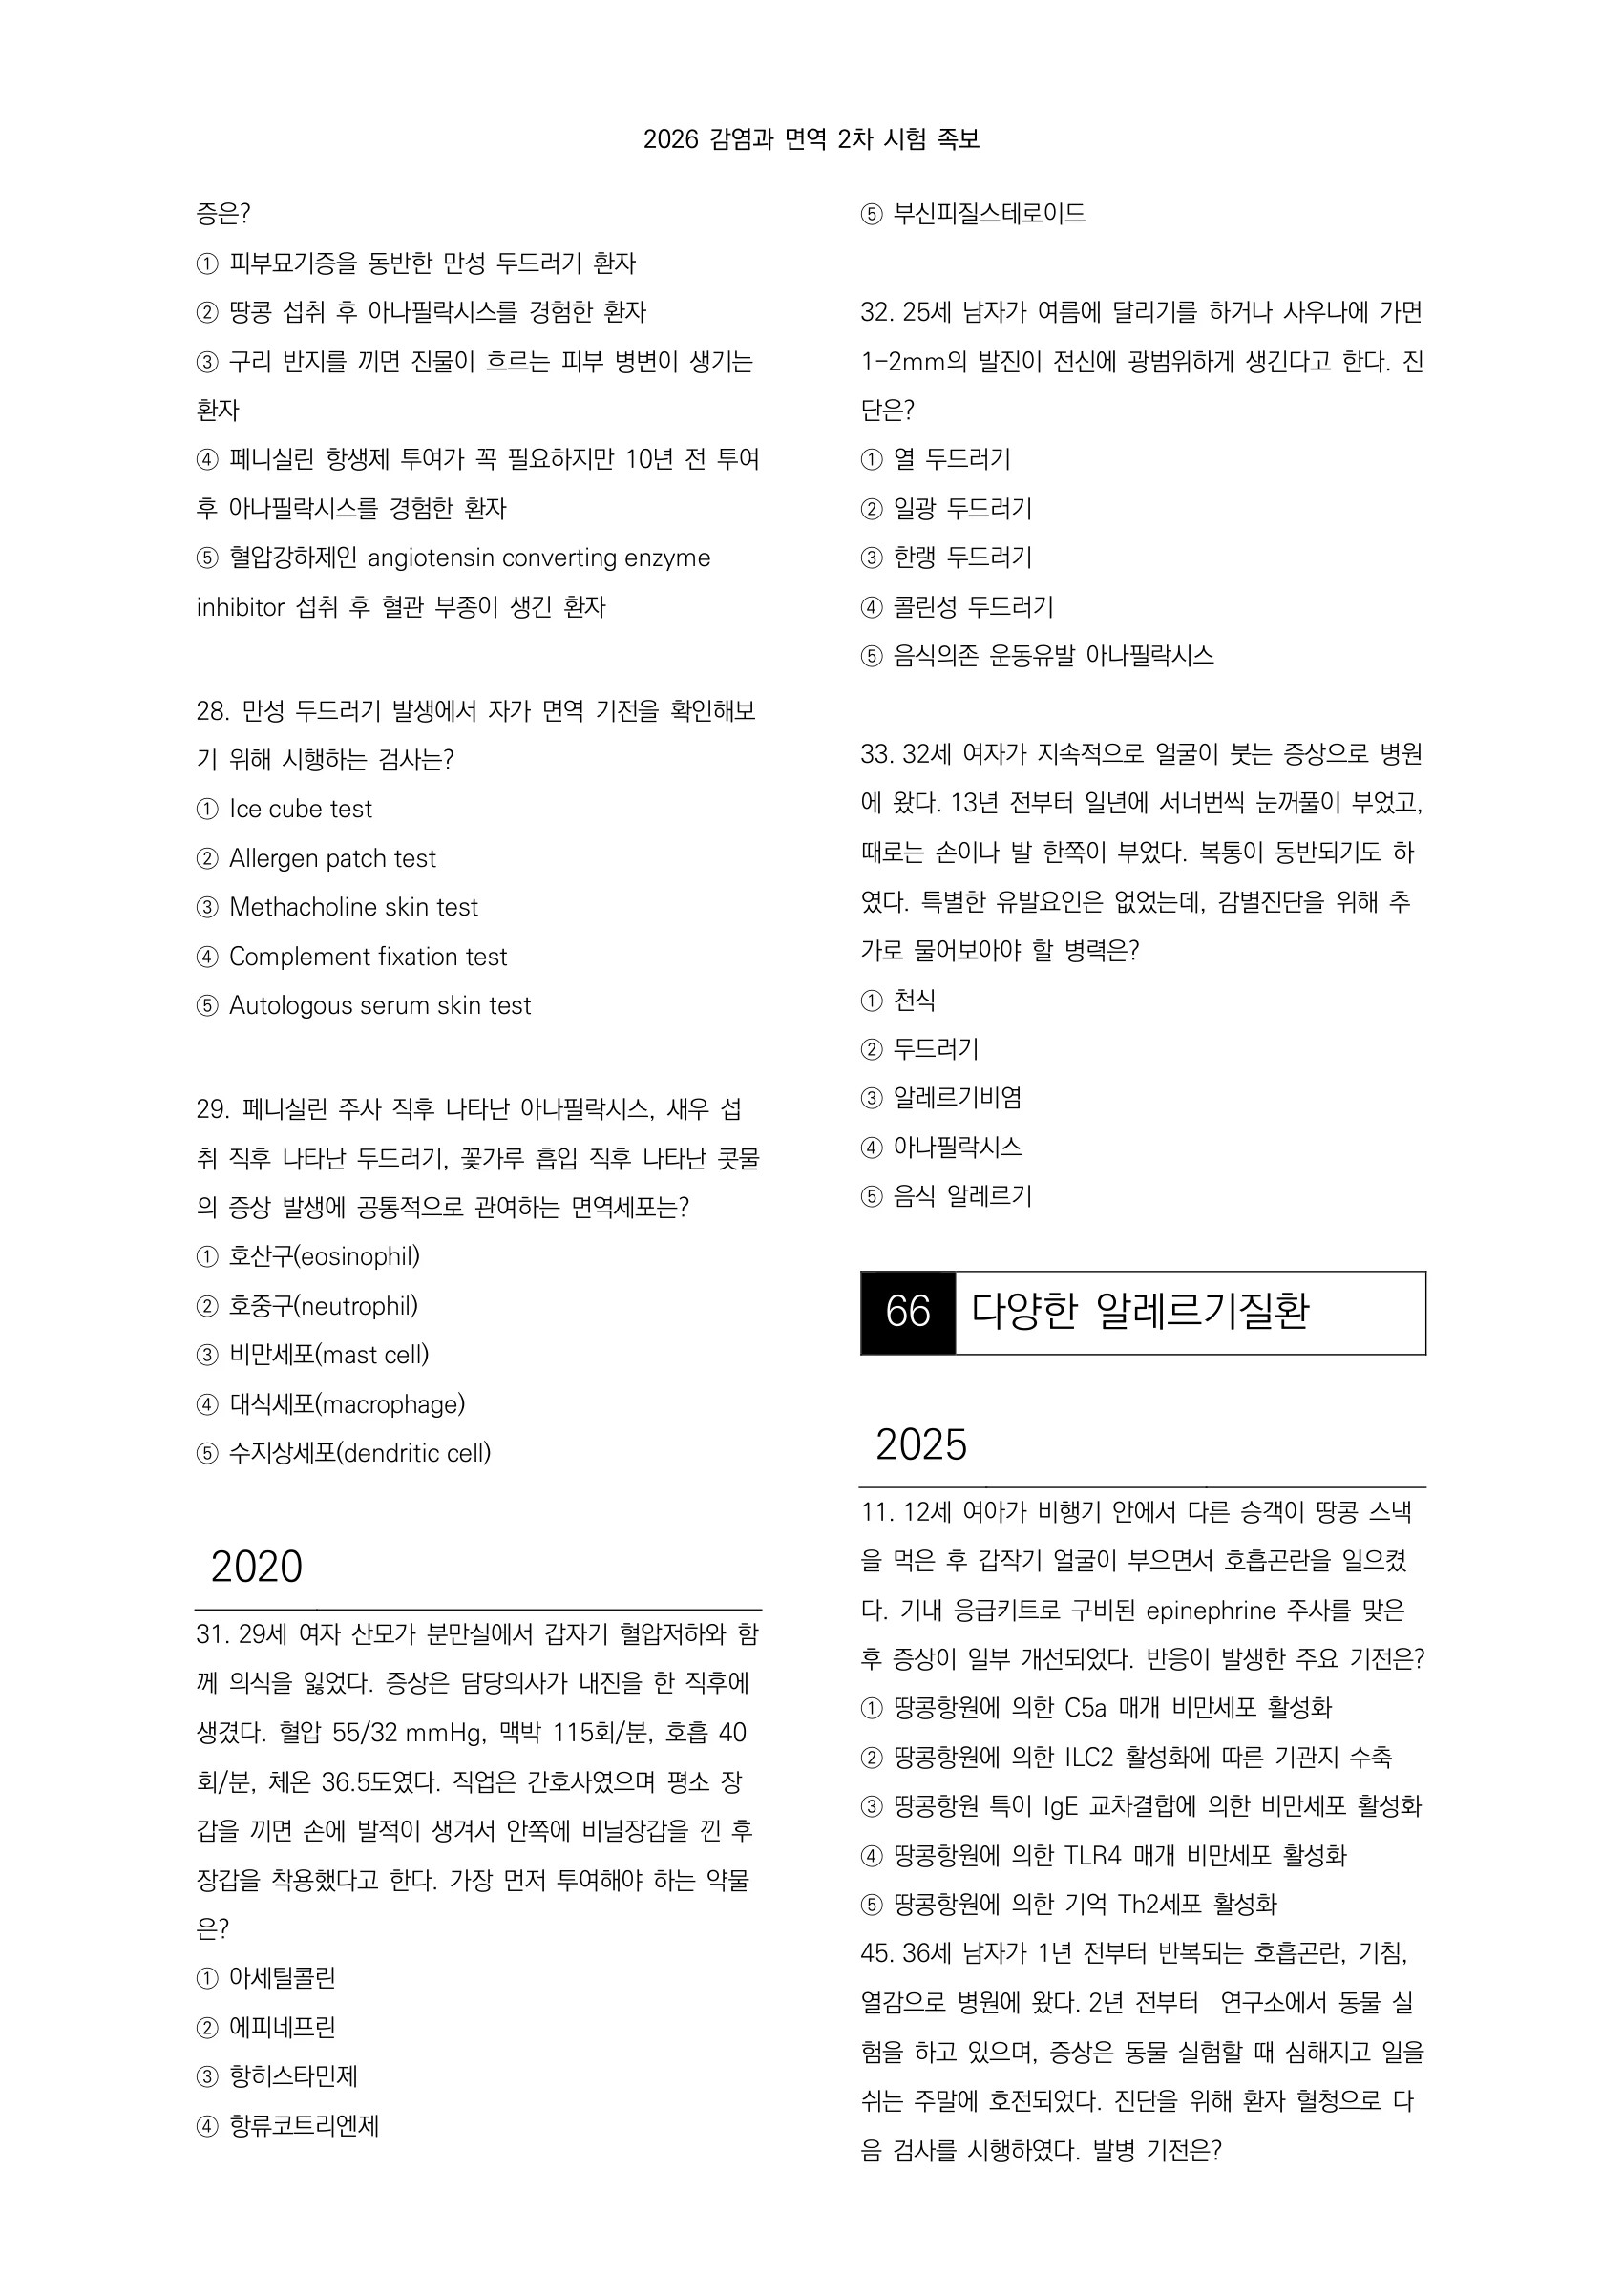 2026 감염과 면역 2차 시험 족보
증은?
① 피부묘기증을 동반한 만성 두드러기 환자
② 땅콩 섭취 후 아나필락시스를 경험한 환자
③ 구리 반지를 끼면 진물이 흐르는 피부 병변이 생기는
환자
④ 페니실린 항생제 투여가 꼭 필요하지만 10년 전 투여
후 아나필락시스를 경험한 환자
⑤ 혈압강하제인 angiotensin converting enzyme
inhibitor 섭취 후 혈관 부종이 생긴 환자
28. 만성 두드러기 발생에서 자가 면역 기전을 확인해보
기 위해 시행하는 검사는?
① Ice cube test
② Allergen patch test
③ Methacholine skin test
④ Complement fixation test
⑤ Autologous serum skin test
29. 페니실린 주사 직후 나타난 아나필락시스, 새우 섭
취 직후 나타난 두드러기, 꽃가루 흡입 직후 나타난 콧물
의 증상 발생에 공통적으로 관여하는 면역세포는?
① 호산구(eosinophil)
② 호중구(neutrophil)
③ 비만세포(mast cell)
④ 대식세포(macrophage)
⑤ 수지상세포(dendritic cell)
2020
31. 29세 여자 산모가 분만실에서 갑자기 혈압저하와 함
께 의식을 잃었다. 증상은 담당의사가 내진을 한 직후에
생겼다. 혈압 55/32 mmHg, 맥박 115회/분, 호흡 40
회/분, 체온 36.5도였다. 직업은 간호사였으며 평소 장
갑을 끼면 손에 발적이 생겨서 안쪽에 비닐장갑을 낀 후
장갑을 착용했다고 한다. 가장 먼저 투여해야 하는 약물
은?
① 아세틸콜린
② 에피네프린
③ 항히스타민제
④ 항류코트리엔제
⑤ 부신피질스테로이드
32. 25세 남자가 여름에 달리기를 하거나 사우나에 가면
1-2mm의 발진이 전신에 광범위하게 생긴다고 한다. 진
단은?
① 열 두드러기
② 일광 두드러기
③ 한랭 두드러기
④ 콜린성 두드러기
⑤ 음식의존 운동유발 아나필락시스
33. 32세 여자가 지속적으로 얼굴이 붓는 증상으로 병원
에 왔다. 13년 전부터 일년에 서너번씩 눈꺼풀이 부었고,
때로는 손이나 발 한쪽이 부었다. 복통이 동반되기도 하
였다. 특별한 유발요인은 없었는데, 감별진단을 위해 추
가로 물어보아야 할 병력은?
① 천식
② 두드러기
③ 알레르기비염
④ 아나필락시스
⑤ 음식 알레르기
66 다양한 알레르기질환
2025
11. 12세 여아가 비행기 안에서 다른 승객이 땅콩 스낵
을 먹은 후 갑작기 얼굴이 부으면서 호흡곤란을 일으켰
다. 기내 응급키트로 구비된 epinephrine 주사를 맞은
후 증상이 일부 개선되었다. 반응이 발생한 주요 기전은?
① 땅콩항원에 의한 C5a 매개 비만세포 활성화
② 땅콩항원에 의한 ILC2 활성화에 따른 기관지 수축
③ 땅콩항원 특이 IgE 교차결합에 의한 비만세포 활성화
④ 땅콩항원에 의한 TLR4 매개 비만세포 활성화
⑤ 땅콩항원에 의한 기억 Th2세포 활성화
45. 36세 남자가 1년 전부터 반복되는 호흡곤란, 기침,
열감으로 병원에 왔다. 2년 전부터 연구소에서 동물 실
험을 하고 있으며, 증상은 동물 실험할 때 심해지고 일을
쉬는 주말에 호전되었다. 진단을 위해 환자 혈청으로 다
음 검사를 시행하였다. 발병 기전은?